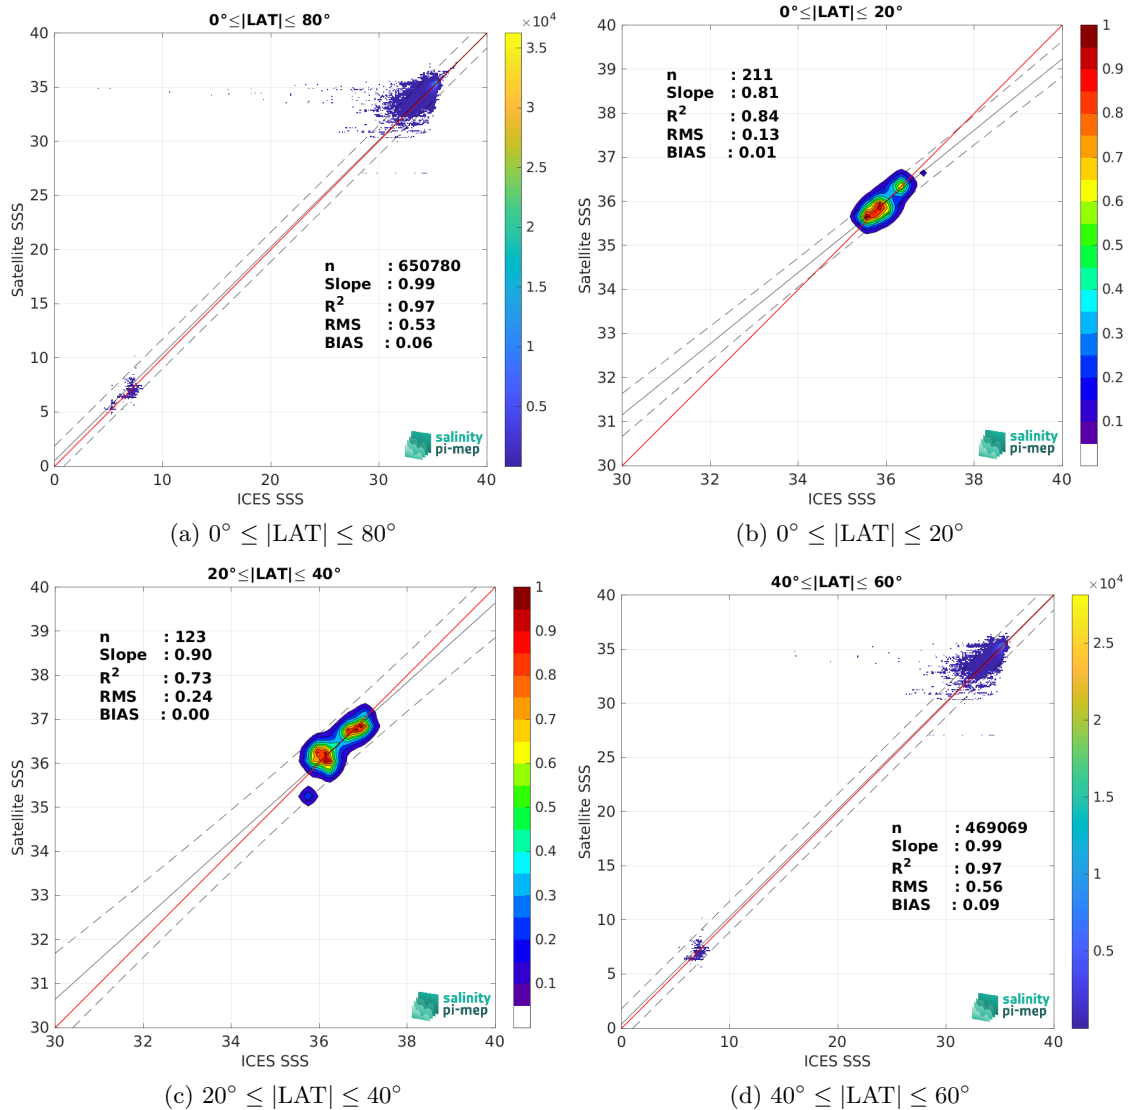 0°≤|LAT|≤ 80°
×10⁴
40
35
30
25
20
15
10
5
0
Satellite SSS
n : 650780
Slope : 0.99
R² : 0.97
RMS : 0.53
BIAS : 0.06
salinity
pi-mep
0 10 20 30 40
ICES SSS
3.5
3
2.5
2
1.5
1
0.5
(a) 0° ≤ |LAT| ≤ 80°
0°≤|LAT|≤ 20°
40
39
38
37
36
35
34
33
32
31
30
Satellite SSS
n : 211
Slope : 0.81
R² : 0.84
RMS : 0.13
BIAS : 0.01
salinity
pi-mep
30 32 34 36 38 40
ICES SSS
1
0.9
0.8
0.7
0.6
0.5
0.4
0.3
0.2
0.1
(b) 0° ≤ |LAT| ≤ 20°
20°≤|LAT|≤ 40°
40
39
38
37
36
35
34
33
32
31
30
Satellite SSS
n : 123
Slope : 0.90
R² : 0.73
RMS : 0.24
BIAS : 0.00
salinity
pi-mep
30 32 34 36 38 40
ICES SSS
1
0.9
0.8
0.7
0.6
0.5
0.4
0.3
0.2
0.1
(c) 20° ≤ |LAT| ≤ 40°
40°≤|LAT|≤ 60°
×10⁴
40
35
30
25
20
15
10
5
0
Satellite SSS
n : 469069
Slope : 0.99
R² : 0.97
RMS : 0.56
BIAS : 0.09
salinity
pi-mep
0 10 20 30 40
ICES SSS
2.5
2
1.5
1
0.5
(d) 40° ≤ |LAT| ≤ 60°